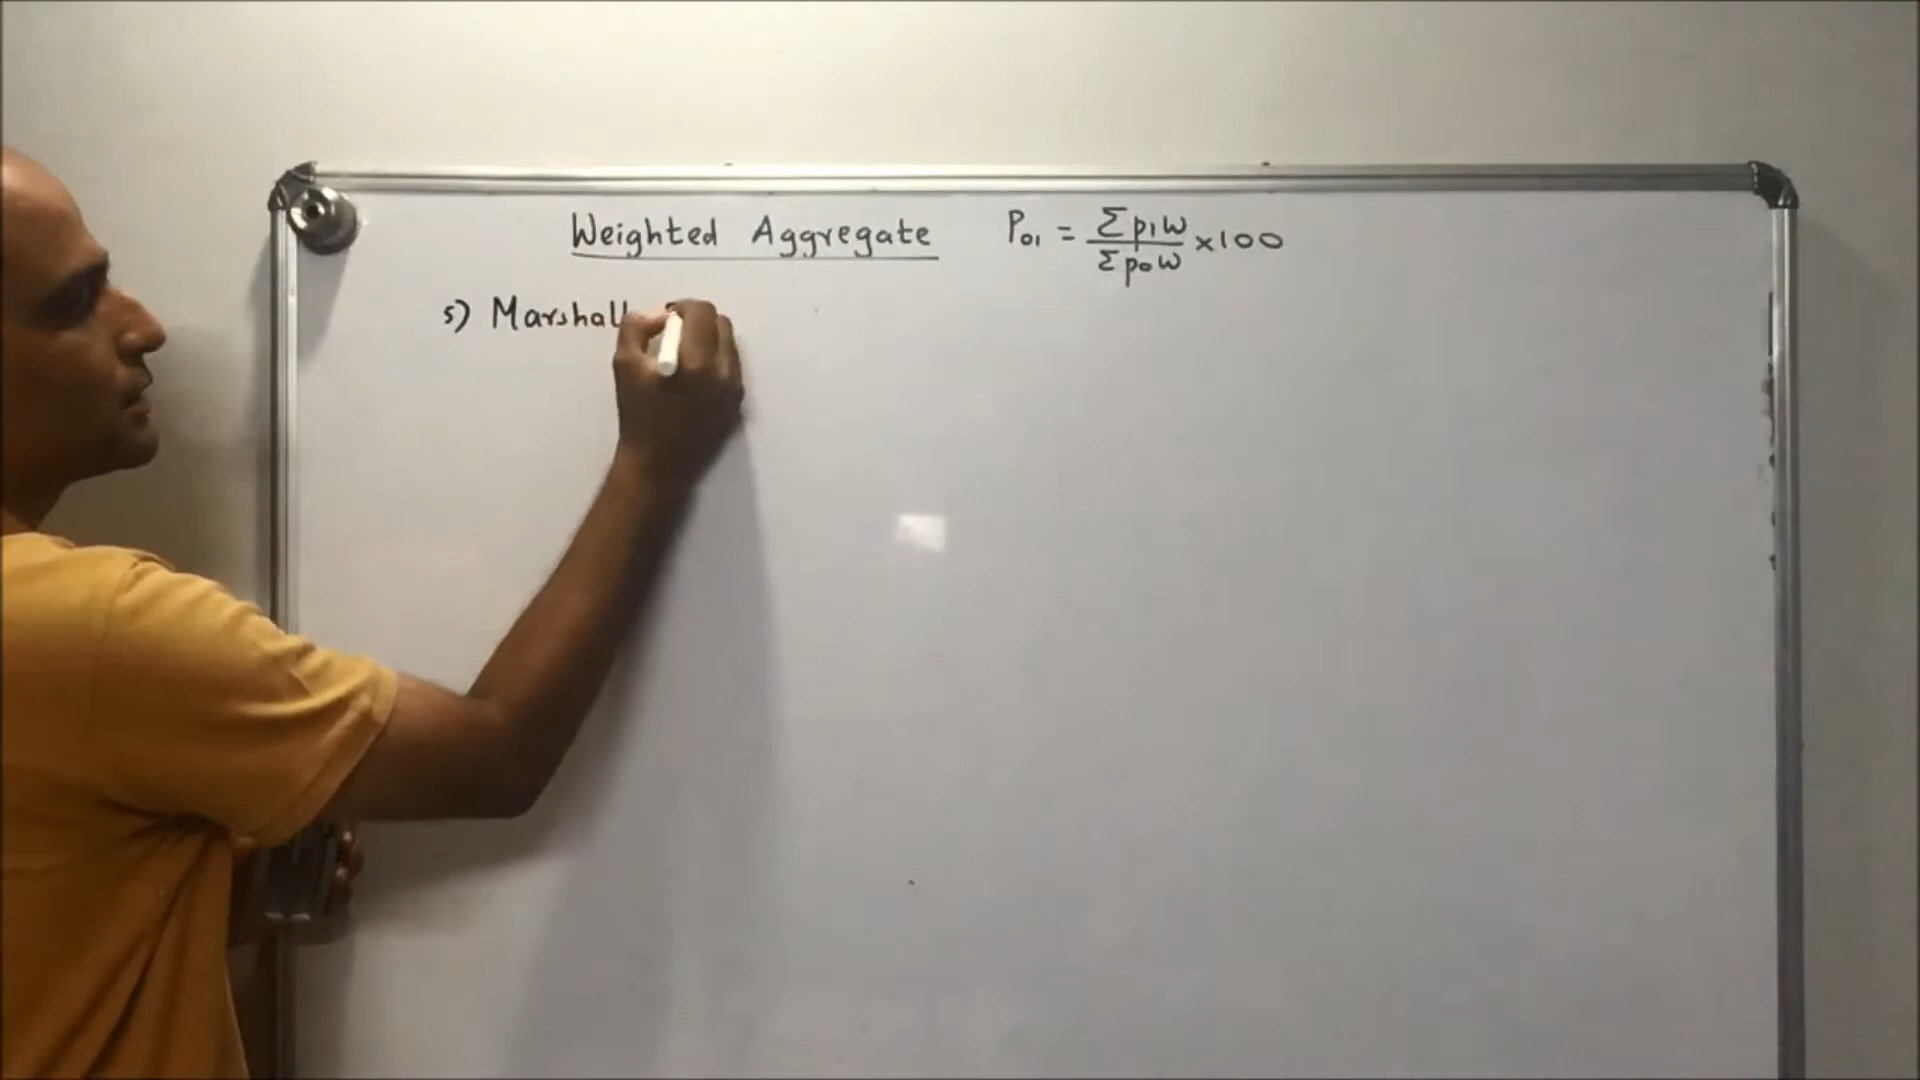 Weighted Aggregate P₀₁ = Σp₁w / Σp₀w ×100
5) Marshall